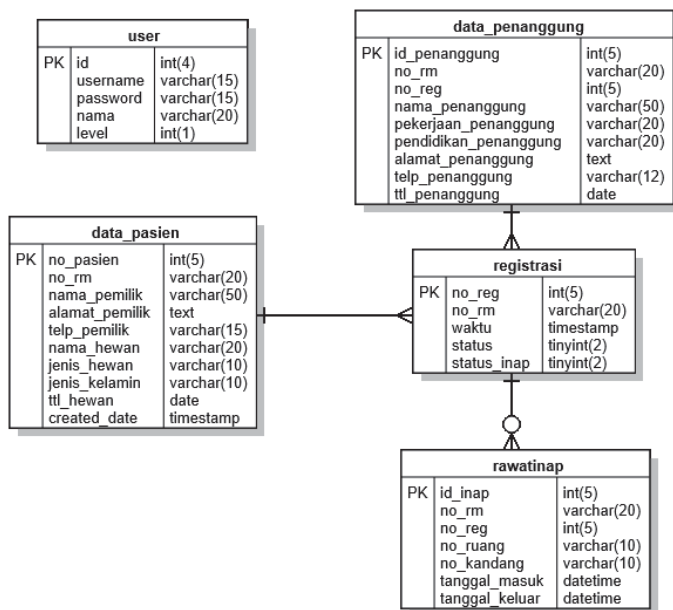 user
PK id int(4)
username varchar(15)
password varchar(15)
nama varchar(20)
level int(1)
data_penanggung
PK id_penanggung int(5)
no_rm varchar(20)
no_reg int(5)
nama_penanggung varchar(50)
pekerjaan_penanggung varchar(20)
pendidikan_penanggung varchar(20)
alamat_penanggung text
telp_penanggung varchar(12)
ttl_penanggung date
data_pasien
PK no_pasien int(5)
no_rm varchar(20)
nama_pemilik varchar(50)
alamat_pemilik text
telp_pemilik varchar(15)
nama_hewan varchar(20)
jenis_hewan varchar(10)
jenis_kelamin varchar(10)
ttl_hewan date
created_date timestamp
registrasi
PK no_reg int(5)
no_rm varchar(20)
waktu timestamp
status tinyint(2)
status_inap tinyint(2)
rawatinap
PK id_inap int(5)
no_rm varchar(20)
no_reg int(5)
no_ruang varchar(10)
no_kandang varchar(10)
tanggal_masuk datetime
tanggal_keluar datetime